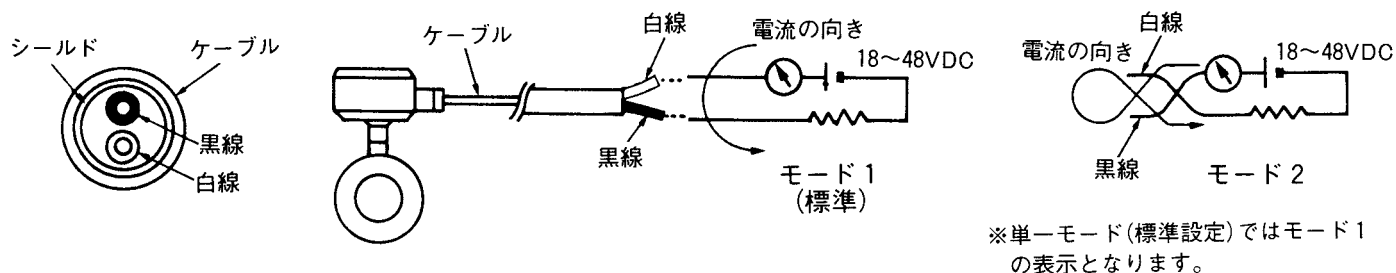 シールド
ケーブル
黒線
白線
ケーブル
白線
黒線
電流の向き
18〜48VDC
モード1
(標準)
電流の向き
白線
18〜48VDC
黒線
モード2
※単一モード(標準設定)ではモード1
の表示となります。